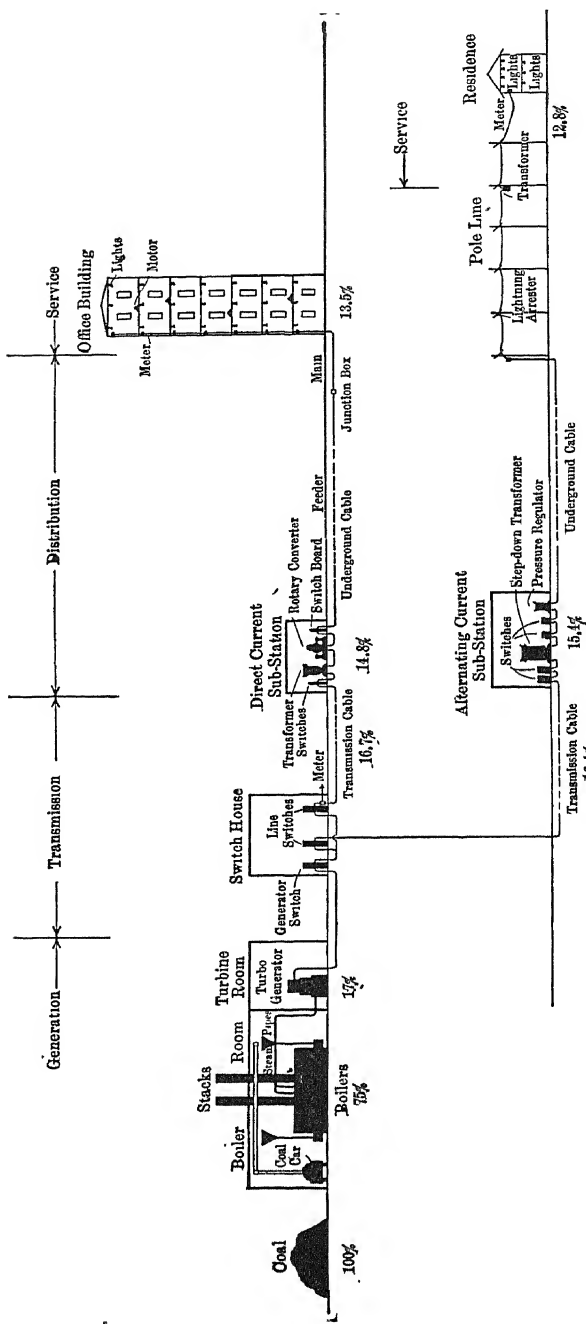 Generation
Transmission
Distribution
Service
Coal
100%
Boiler
Room
Stacks
Coal
Car
Steam Pipes
Boilers
75%
Turbine
Room
Turbo
Generator
17%
Switch House
Generator
Switch
Line
Switches
Meter
Transmission Cable
16.7%
Direct Current
Sub-Station
Transformer
Switches
Rotary Converter
Switch Board
14.8%
Feeder
Underground Cable
Main
Junction Box
Office Building
Meter
Lights
Motor
13.5%
Transmission Cable
Alternating Current
Sub-Station
Switches
Step-down Transformer
Pressure Regulator
15.4%
Underground Cable
Pole Line
Lightning
Arrester
Transformer
Service
Meter
Residence
Lights
Lights
12.8%